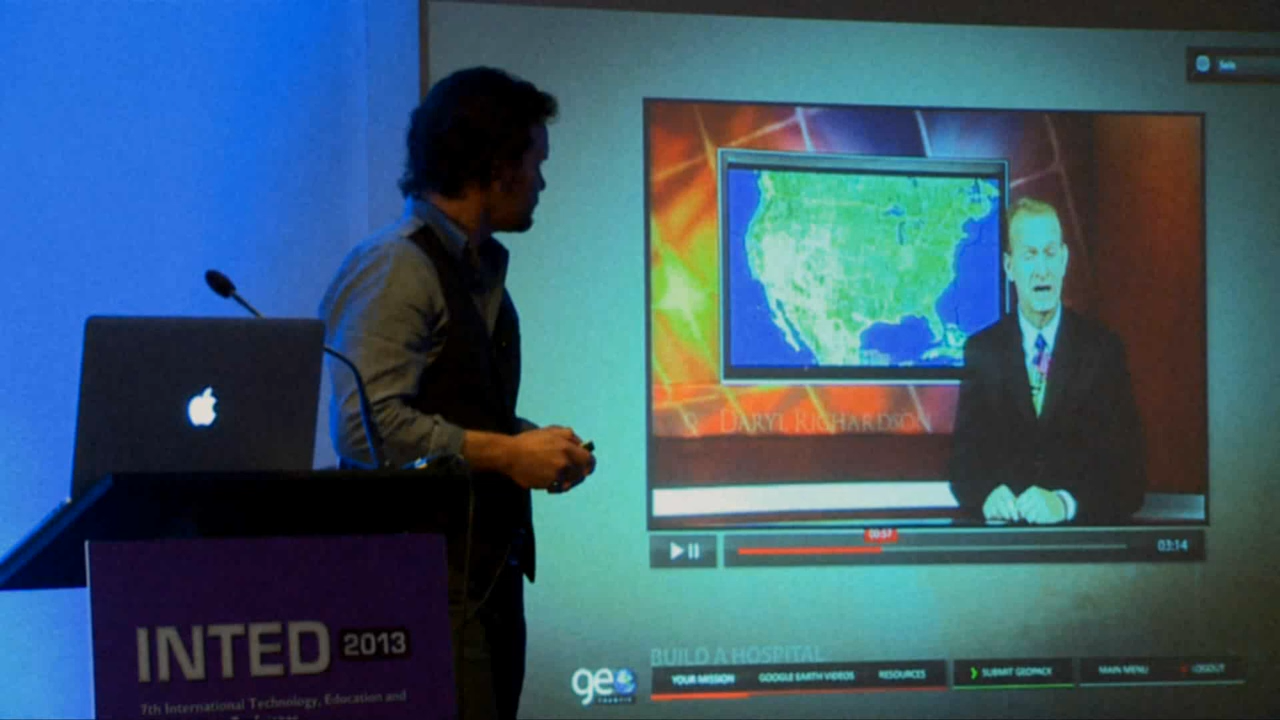 DARYL RICHARDSON
00:57
03:14
BUILD A HOSPITAL
geo
YOUR MISSION GOOGLE EARTH VIDEOS RESOURCES SUBMIT GEOPACK MAIN MENU LOGOUT
INTED 2013
7th International Technology, Education and